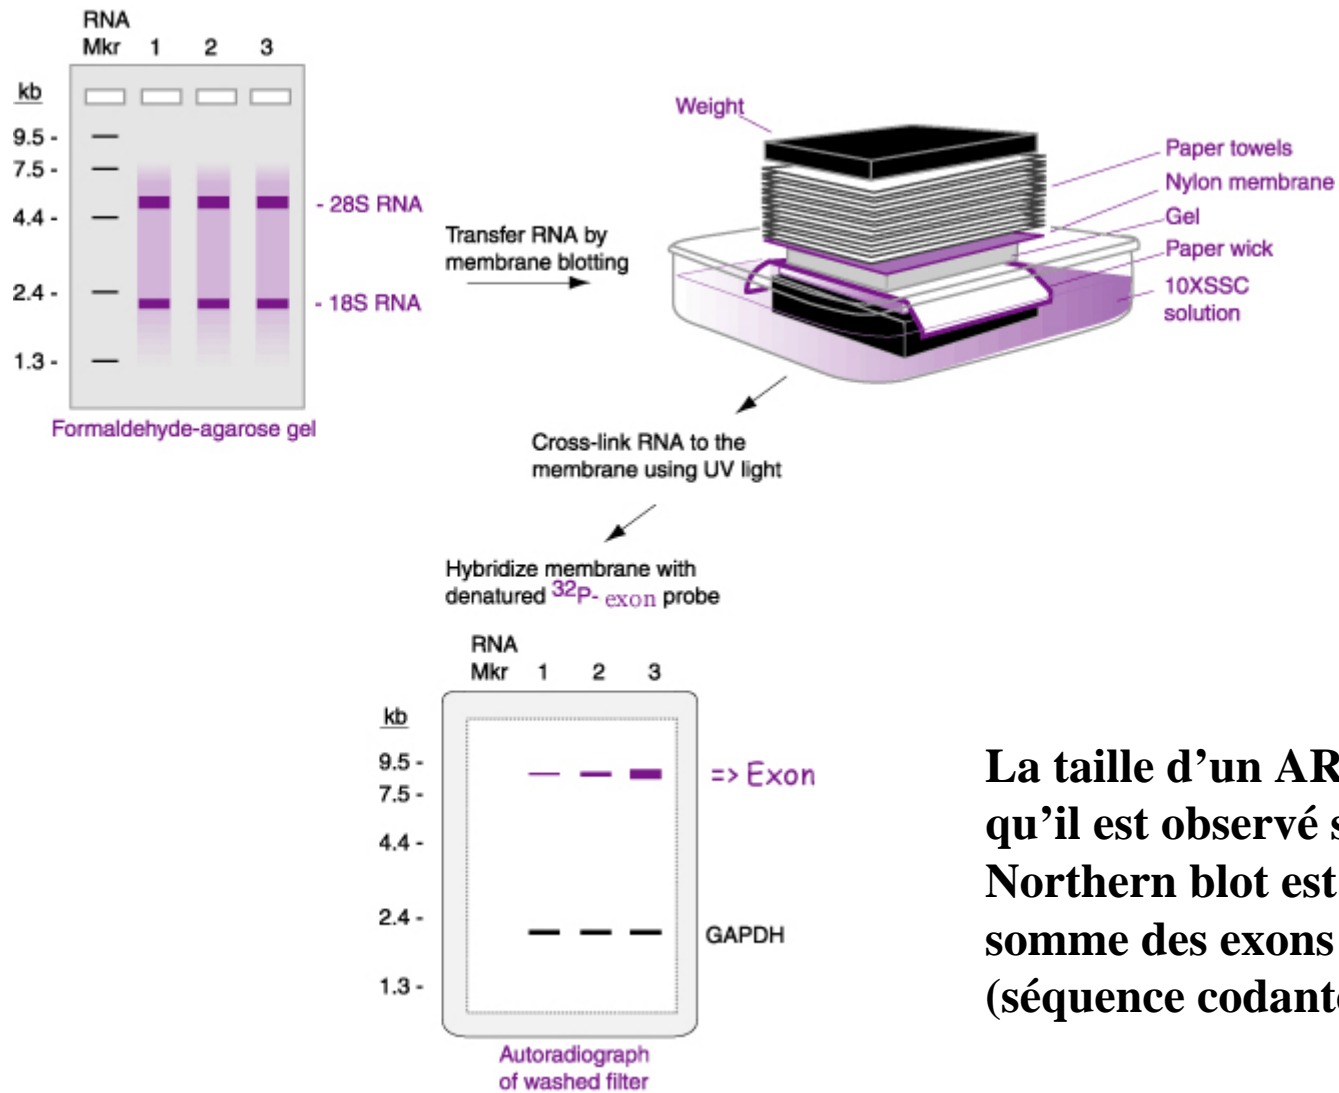 RNA
Mkr 1 2 3
kb
9.5 -
7.5 -
4.4 -
2.4 -
1.3 -
- 28S RNA
- 18S RNA
Formaldehyde-agarose gel
Transfer RNA by
membrane blotting
Weight
Paper towels
Nylon membrane
Gel
Paper wick
10XSSC
solution
Cross-link RNA to the
membrane using UV light
Hybridize membrane with
denatured 32P- exon probe
RNA
Mkr 1 2 3
kb
9.5 -
7.5 -
4.4 -
2.4 -
1.3 -
=> Exon
GAPDH
Autoradiograph
of washed filter
La taille d’un AR
qu’il est observé s
Northern blot est
somme des exons
(séquence codant